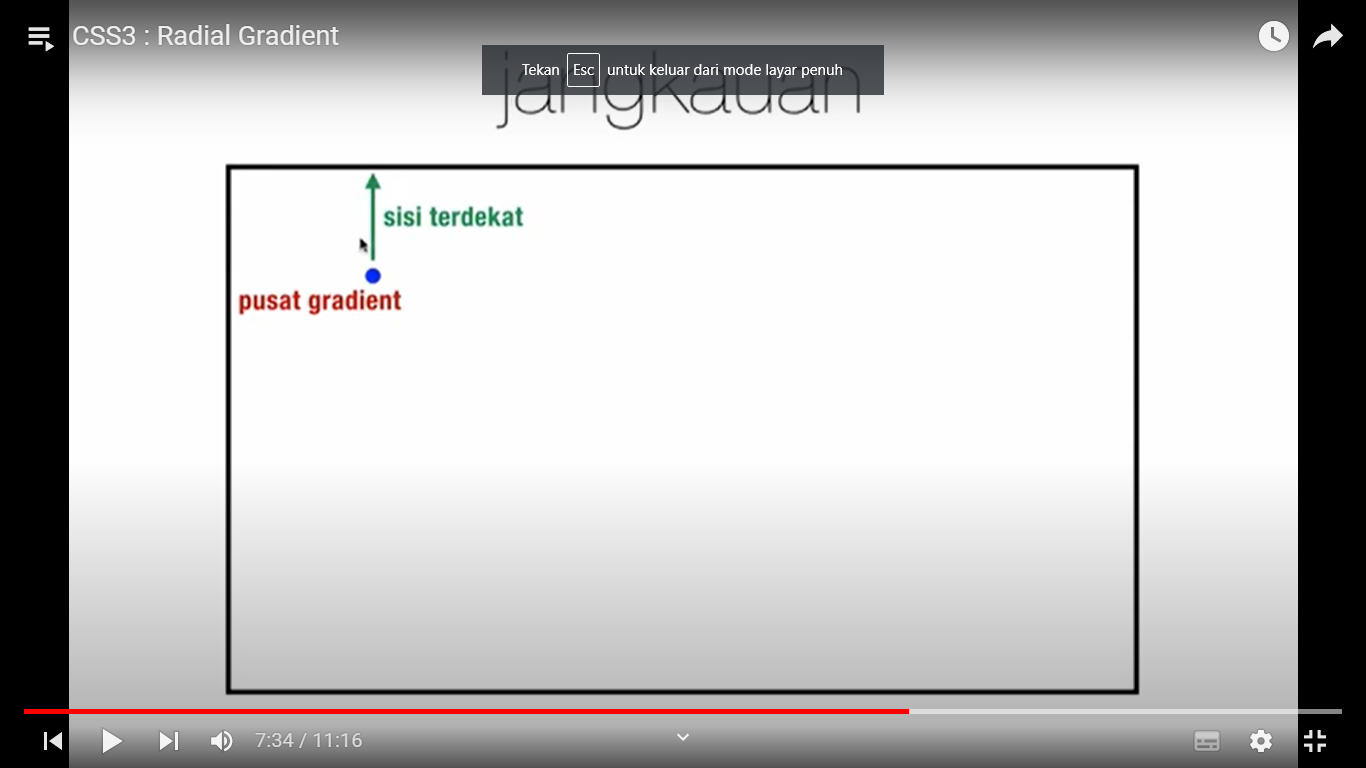 CSS3 : Radial Gradient
Tekan Esc untuk keluar dari mode layar penuh
jangkauan
sisi terdekat
pusat gradient
7:34 / 11:16